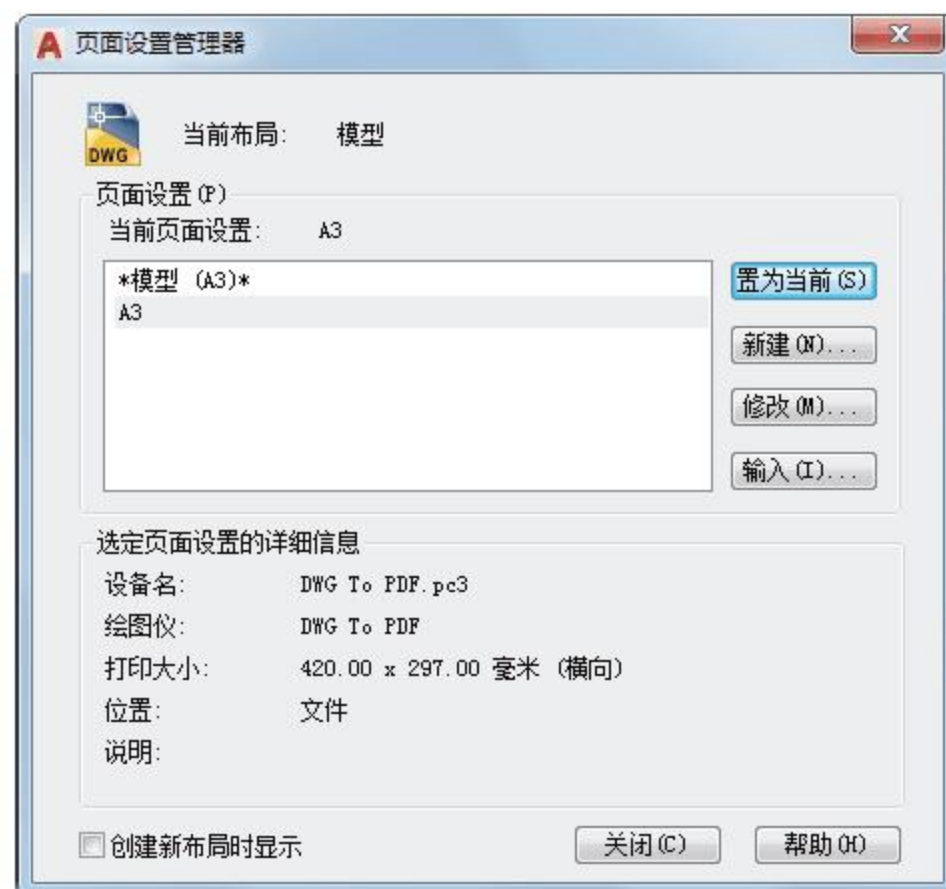 页面设置管理器
DWG
当前布局: 模型
页面设置(P)
当前页面设置: A3
*模型 (A3)*
A3
置为当前(S)
新建(N)...
修改(M)...
输入(I)...
选定页面设置的详细信息
设备名: DWG To PDF.pc3
绘图仪: DWG To PDF
打印大小: 420.00 x 297.00 毫米 (横向)
位置: 文件
说明:
创建新布局时显示
关闭(C)
帮助(H)